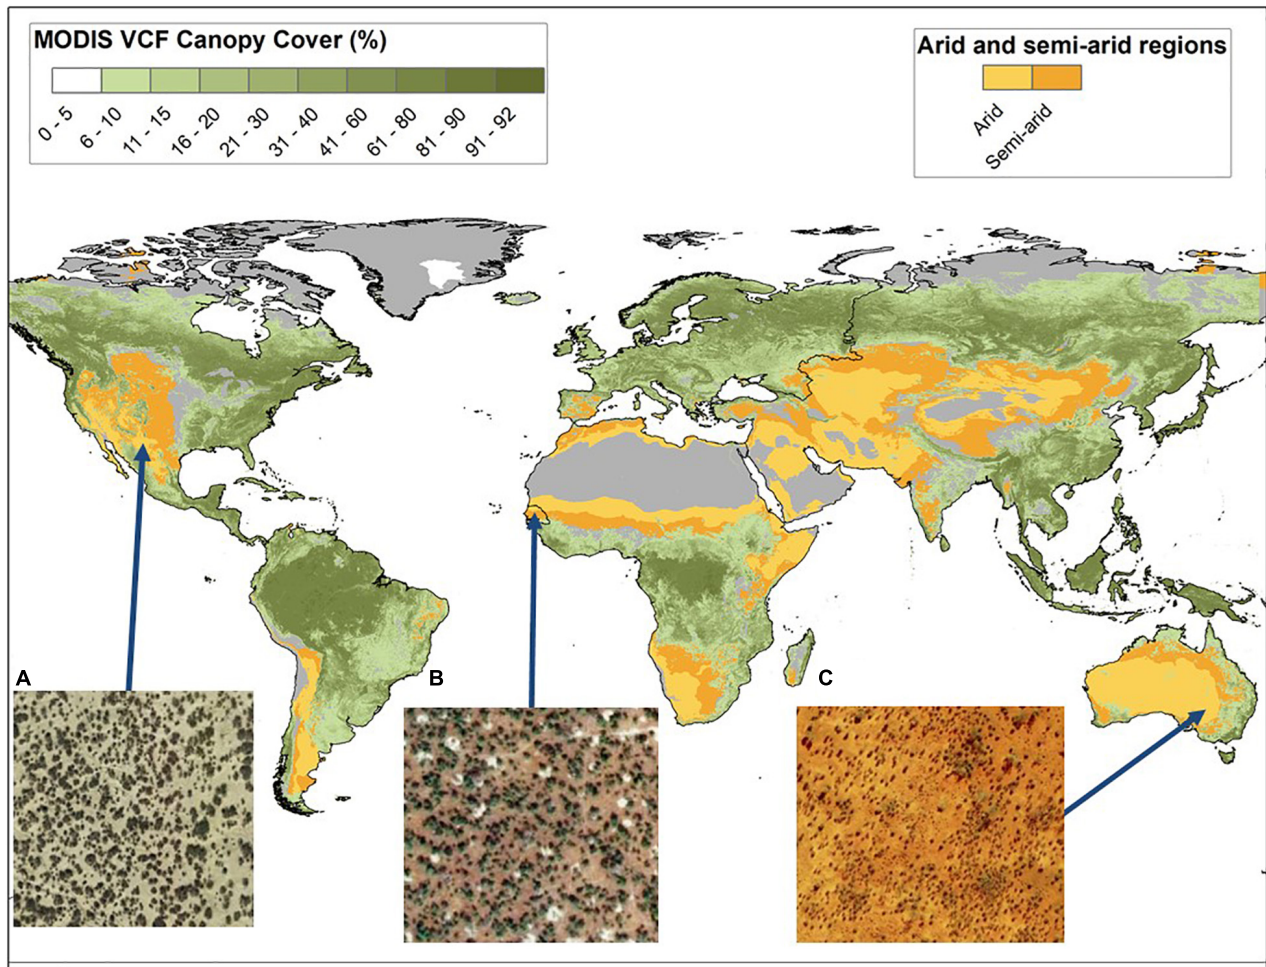 MODIS VCF Canopy Cover (%)
0 - 5
6 - 10
11 - 15
16 - 20
21 - 30
31 - 40
41 - 60
61 - 80
81 - 90
91 - 92
Arid and semi-arid regions
Arid
Semi-arid
A
B
C